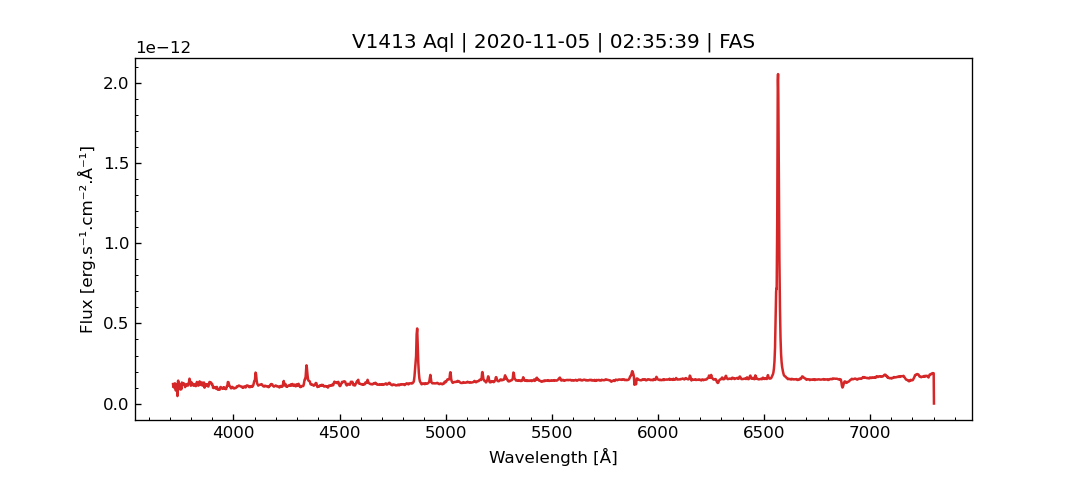 V1413 Aql | 2020-11-05 | 02:35:39 | FAS
1e−12
2.0
1.5
1.0
0.5
0.0
Flux [erg.s⁻¹.cm⁻².Å⁻¹]
4000 4500 5000 5500 6000 6500 7000
Wavelength [Å]